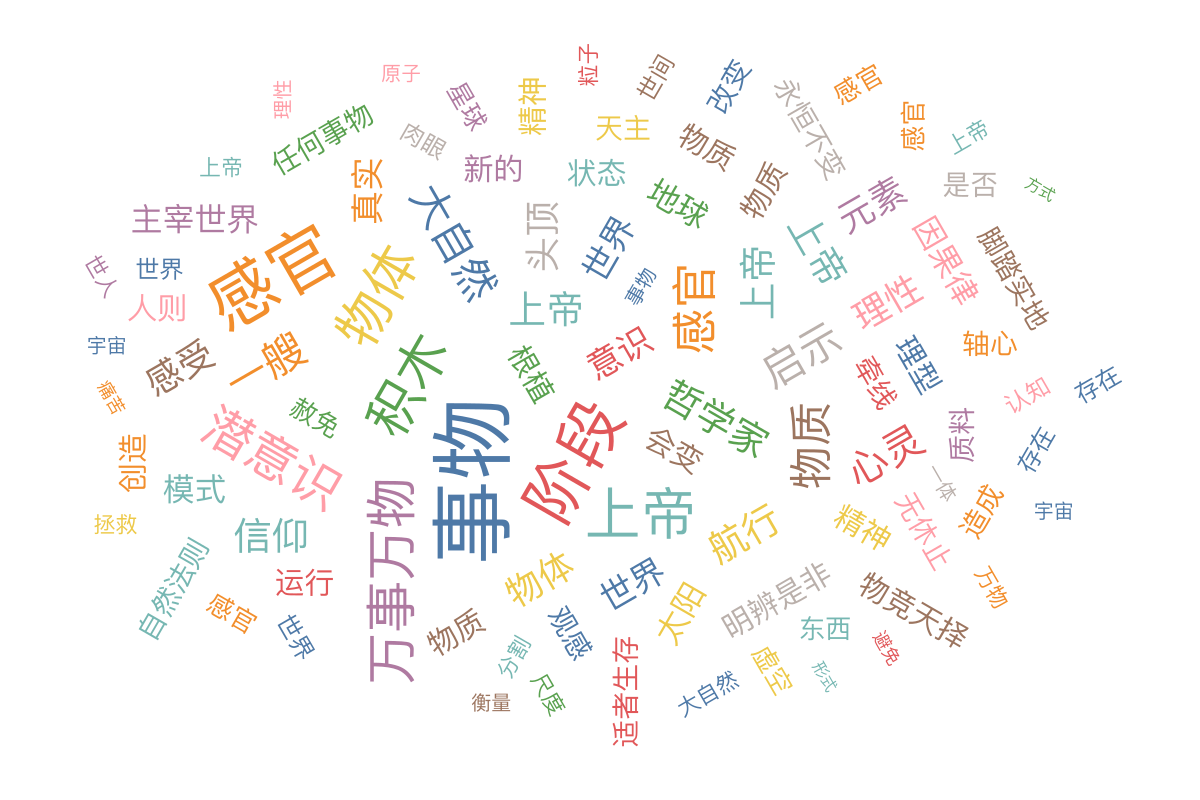 粒子
原子
世间
改变
理性
星球
精神
永恒不变
感官
任何事物
肉眼
天主
物质
感官
上帝
上帝
真实
新的
状态
地球
物质
元素
是否
方式
主宰世界
大自然
头顶
世界
上帝
因果律
脚踏实地
世人
世界
感官
物体
事物
感官
上帝
人则
上帝
理性
宇宙
感受
一艘
积木
根植
意识
启示
牵线
理型
轴心
痛苦
赦免
哲学家
认知
存在
创造
潜意识
事物
阶段
会变
物质
心灵
质料
存在
模式
一体
拯救
信仰
万事万物
上帝
航行
精神
无休止
造成
宇宙
自然法则
运行
物体
世界
太阳
明辨是非
物竞天择
万物
感官
世界
物质
观感
东西
避免
分割
适者生存
大自然
虚空
形式
衡量
尺度